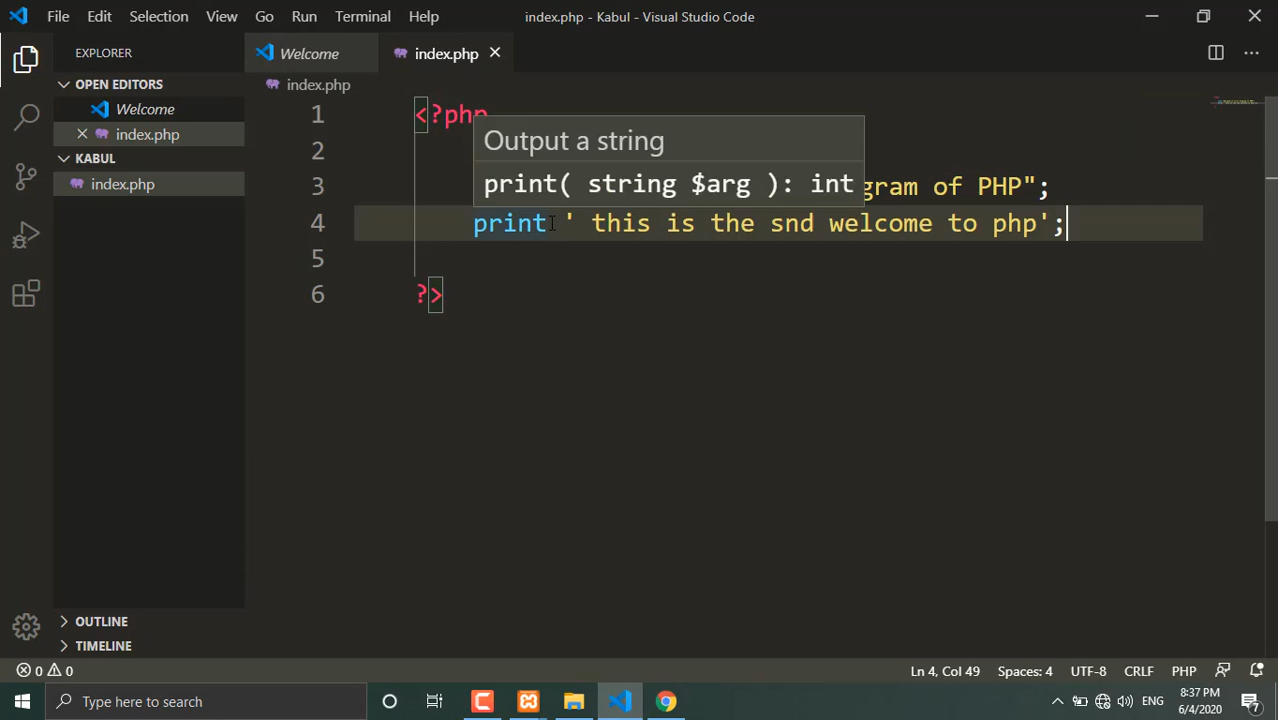 File Edit Selection View Go Run Terminal Help index.php - Kabul - Visual Studio Code
EXPLORER
OPEN EDITORS
Welcome
index.php
KABUL
index.php
OUTLINE
TIMELINE
Welcome index.php
index.php
1 <?php
Output a string
print( string $arg ): int
2
3 gram of PHP";
4 print ' this is the snd welcome to php';
5
6 ?>
0 0 Ln 4, Col 49 Spaces: 4 UTF-8 CRLF PHP
Type here to search
ENG
8:37 PM
6/4/2020
7